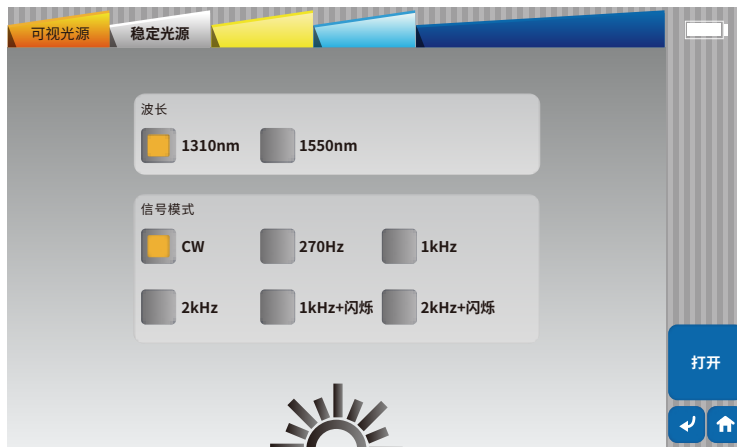 可视光源 稳定光源
波长
1310nm 1550nm
信号模式
CW 270Hz 1kHz
2kHz 1kHz+闪烁 2kHz+闪烁
打开